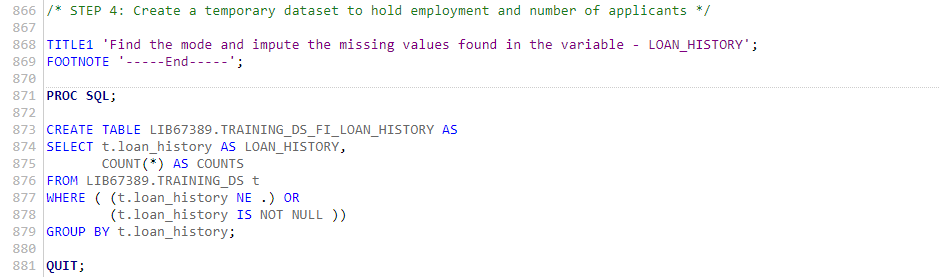 866 /* STEP 4: Create a temporary dataset to hold employment and number of applicants */
867
868 TITLE1 'Find the mode and impute the missing values found in the variable - LOAN_HISTORY';
869 FOOTNOTE '-----End-----';
870
871 PROC SQL;
872
873 CREATE TABLE LIB67389.TRAINING_DS_FI_LOAN_HISTORY AS
874 SELECT t.loan_history AS LOAN_HISTORY,
875        COUNT(*) AS COUNTS
876 FROM LIB67389.TRAINING_DS t
877 WHERE ( (t.loan_history NE .) OR
878         (t.loan_history IS NOT NULL ))
879 GROUP BY t.loan_history;
880
881 QUIT;